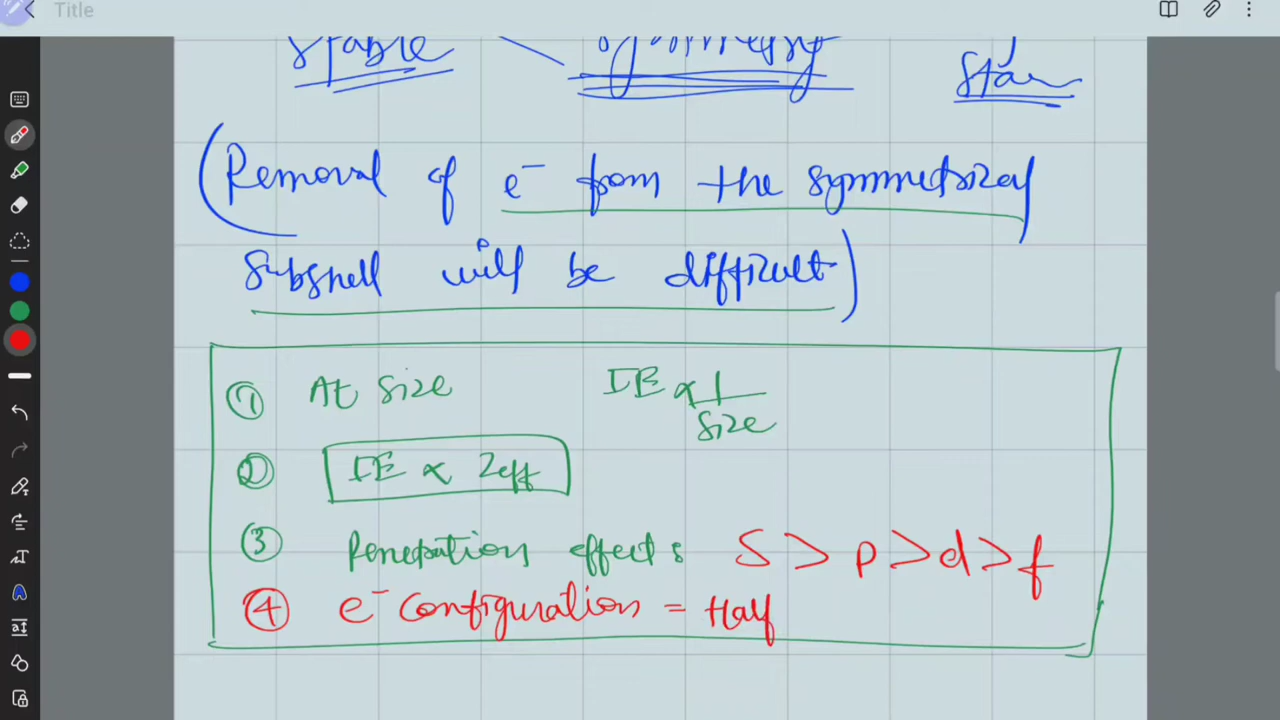 Title
Stable symmetry
(Removal of e⁻ from the symmetrical
subshell will be difficult)
① At size IE ∝ 1/size
② IE ∝ Zeff
③ Penetration effect : S > p > d > f
④ e⁻ configuration = Half